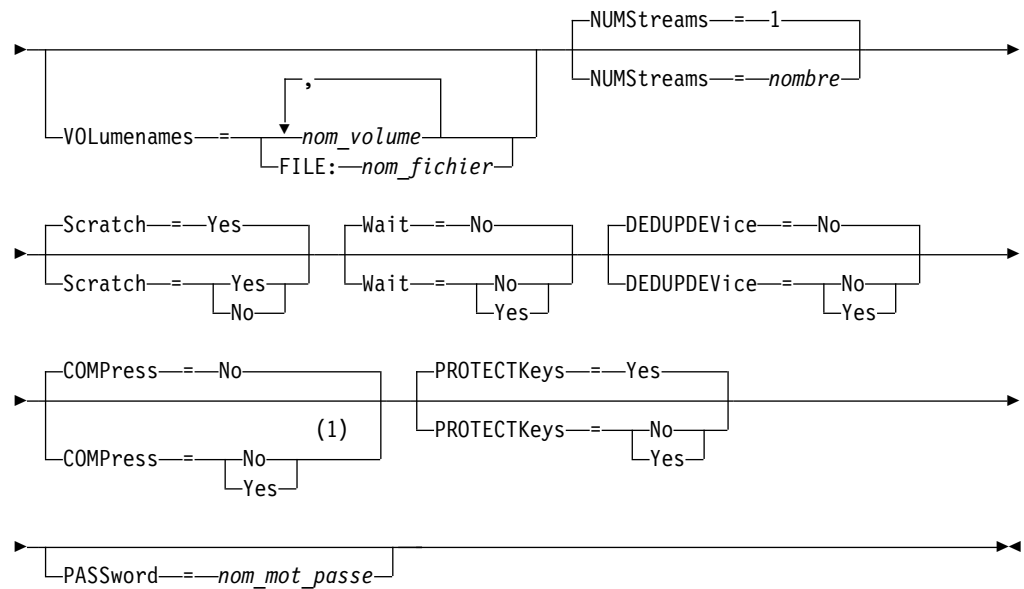 NUMStreams = 1
NUMStreams = nombre
,
VOLumenames = nom_volume
FILE: nom_fichier
Scratch = Yes Wait = No DEDUPDEVice = No
Scratch = Yes Wait = No DEDUPDEVice = No
No Yes Yes
COMPress = No PROTECTKeys = Yes
(1)
PROTECTKeys = No
COMPress = No Yes
Yes
PASSword = nom_mot_passe